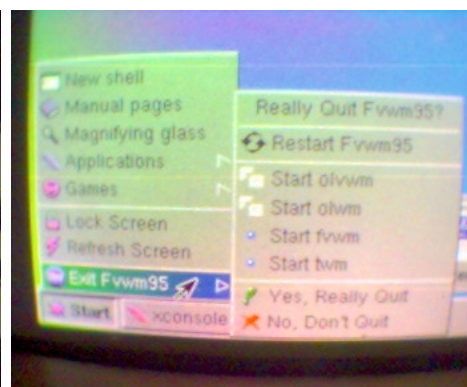 New shell
Manual pages
Magnifying glass
Applications
Games
Lock Screen
Refresh Screen
Exit Fvwm95
Start
xconsole
Really Quit Fvwm95?
Restart Fvwm95
Start olvwm
Start olwm
Start fvwm
Start twm
Yes, Really Quit
No, Don't Quit